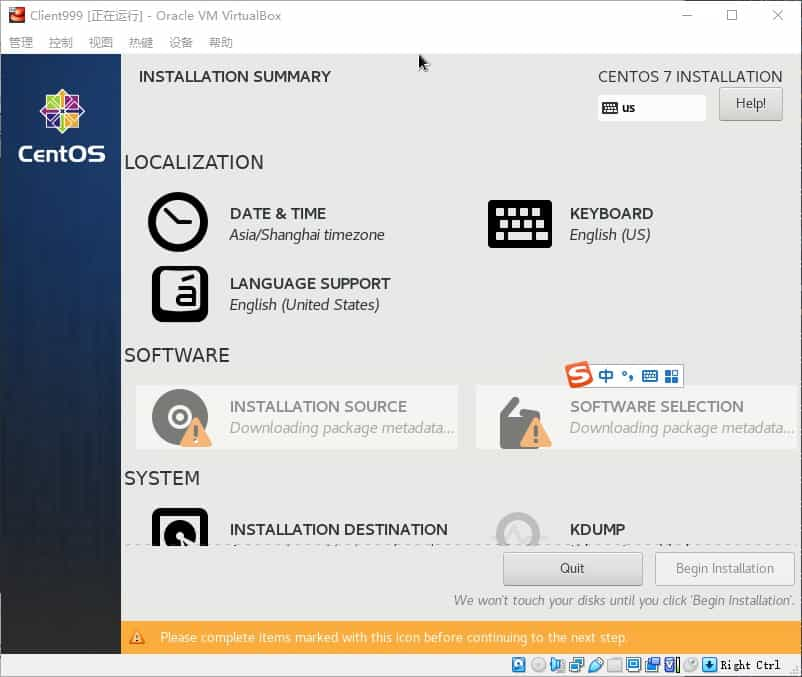 Client999 [正在运行] - Oracle VM VirtualBox
管理 控制 视图 热键 设备 帮助
INSTALLATION SUMMARY
CENTOS 7 INSTALLATION
us
Help!
CentOS
LOCALIZATION
DATE & TIME
Asia/Shanghai timezone
KEYBOARD
English (US)
LANGUAGE SUPPORT
English (United States)
SOFTWARE
中
INSTALLATION SOURCE
Downloading package metadata...
SOFTWARE SELECTION
Downloading package metadata...
SYSTEM
INSTALLATION DESTINATION
KDUMP
Quit
Begin Installation
We won't touch your disks until you click 'Begin Installation'.
Please complete items marked with this icon before continuing to the next step.
Right Ctrl